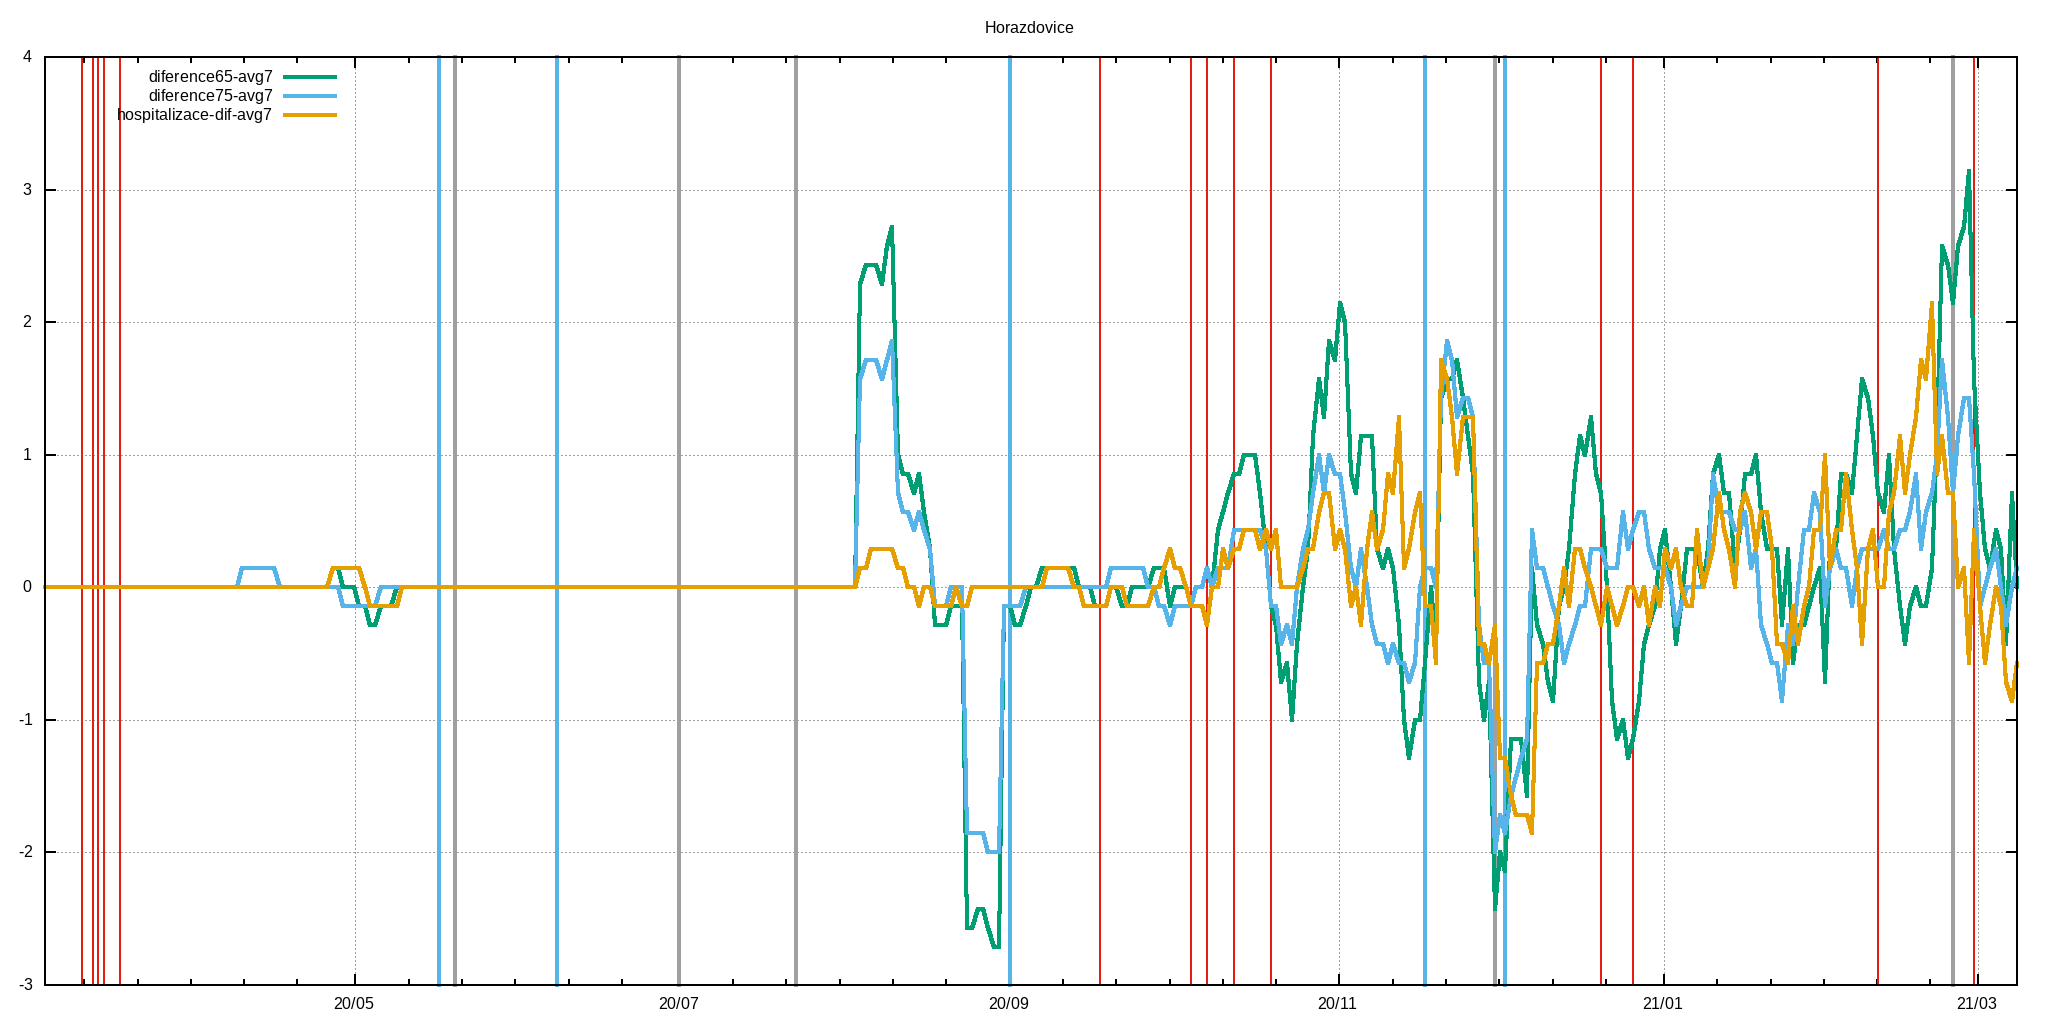 Horazdovice
4
diference65-avg7
diference75-avg7
hospitalizace-dif-avg7
3
2
1
0
-1
-2
-3
20/05 20/07 20/09 20/11 21/01 21/03